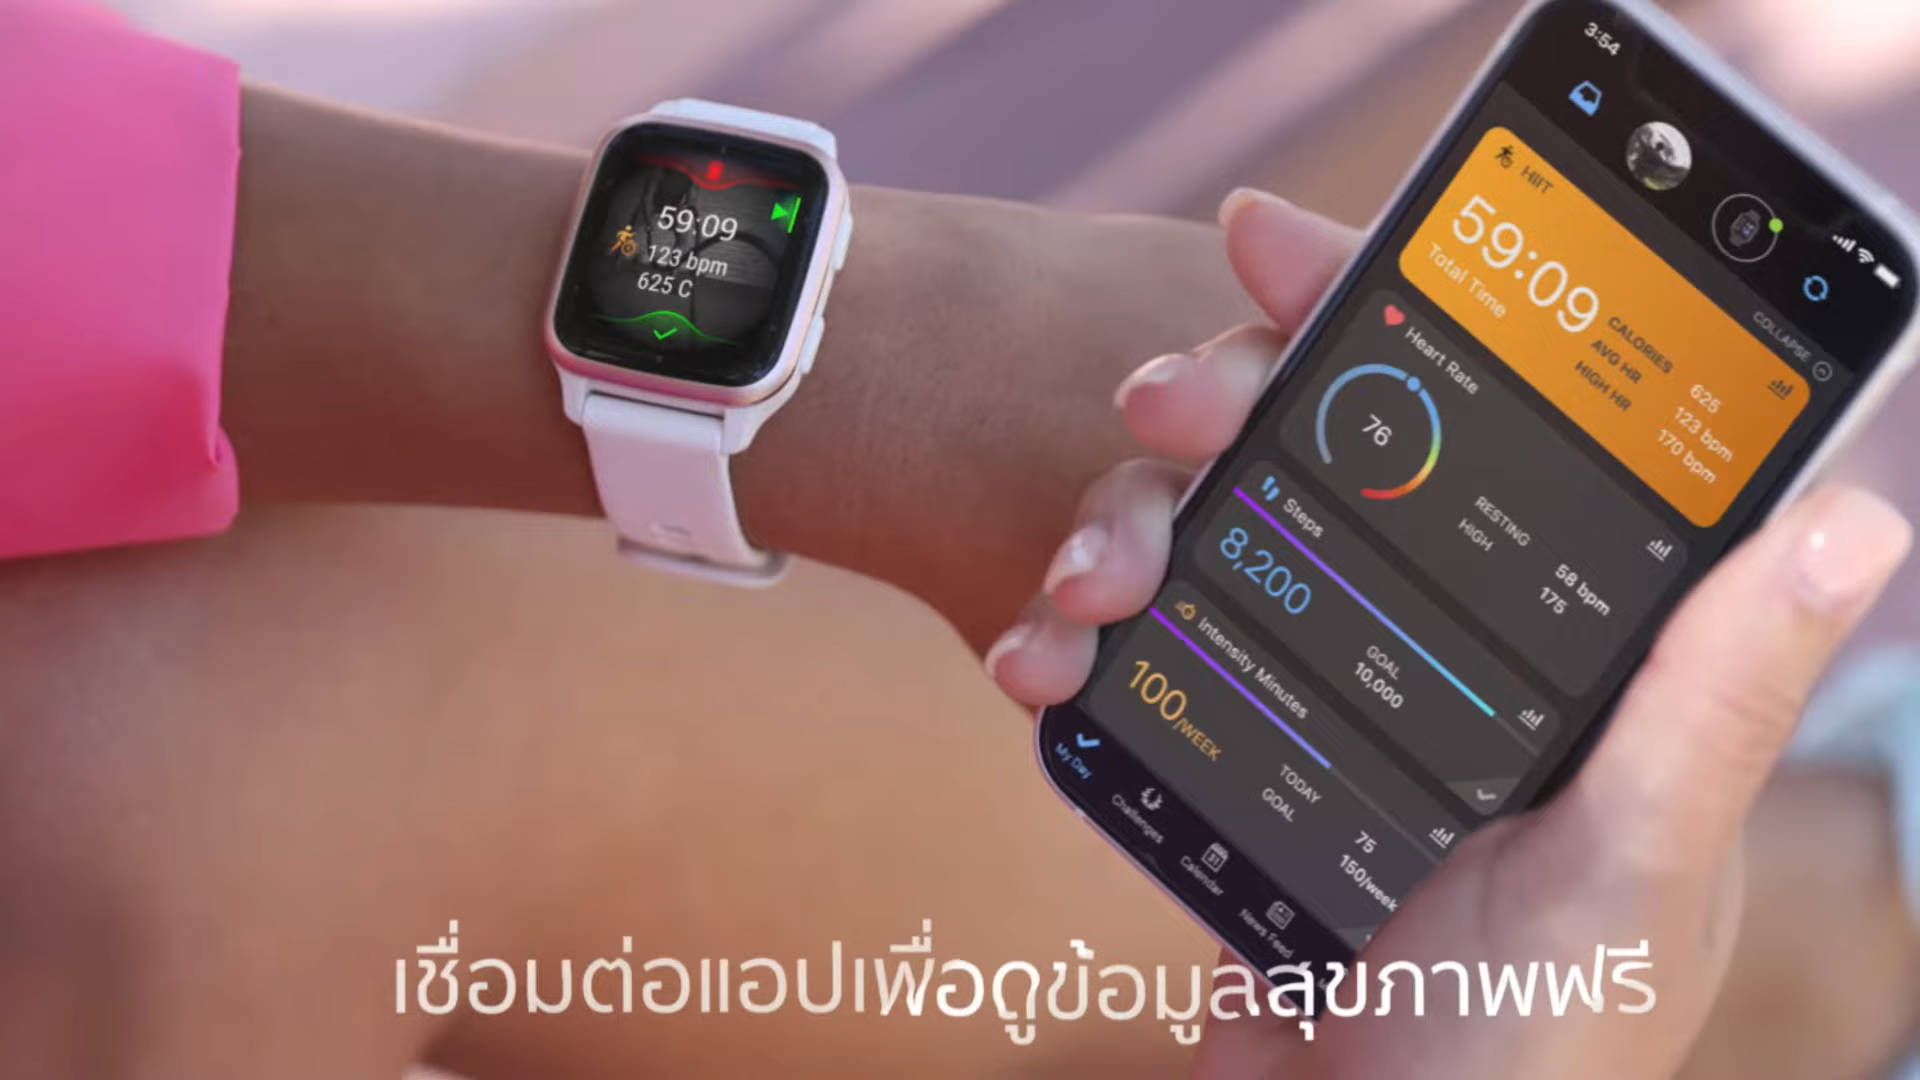 59:09
123 bpm
625 C
3:54
HIIT
COLLAPSE
59:09
Total Time
CALORIES 625
AVG HR 123 bpm
HIGH HR 170 bpm
Heart Rate
76
RESTING 58 bpm
HIGH 175
Steps
8,200
GOAL
10,000
Intensity Minutes
100/WEEK
TODAY 75
GOAL 150/week
My Day
Challenges
Calendar
31
News Feed
เชื่อมต่อแอปเพื่อดูข้อมูลสุขภาพฟรี